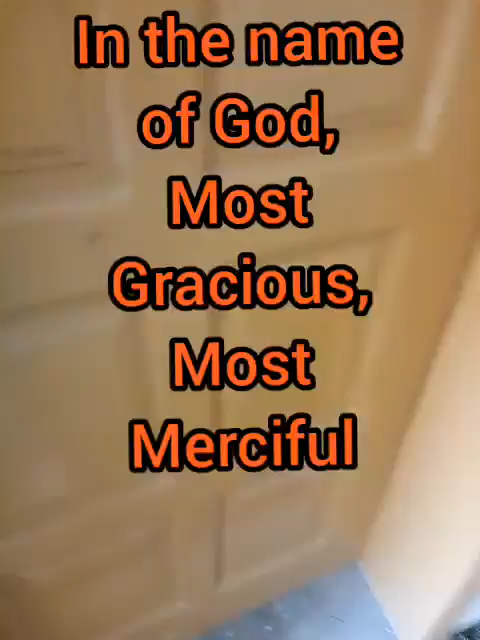 In the name
of God,
Most
Gracious,
Most
Merciful